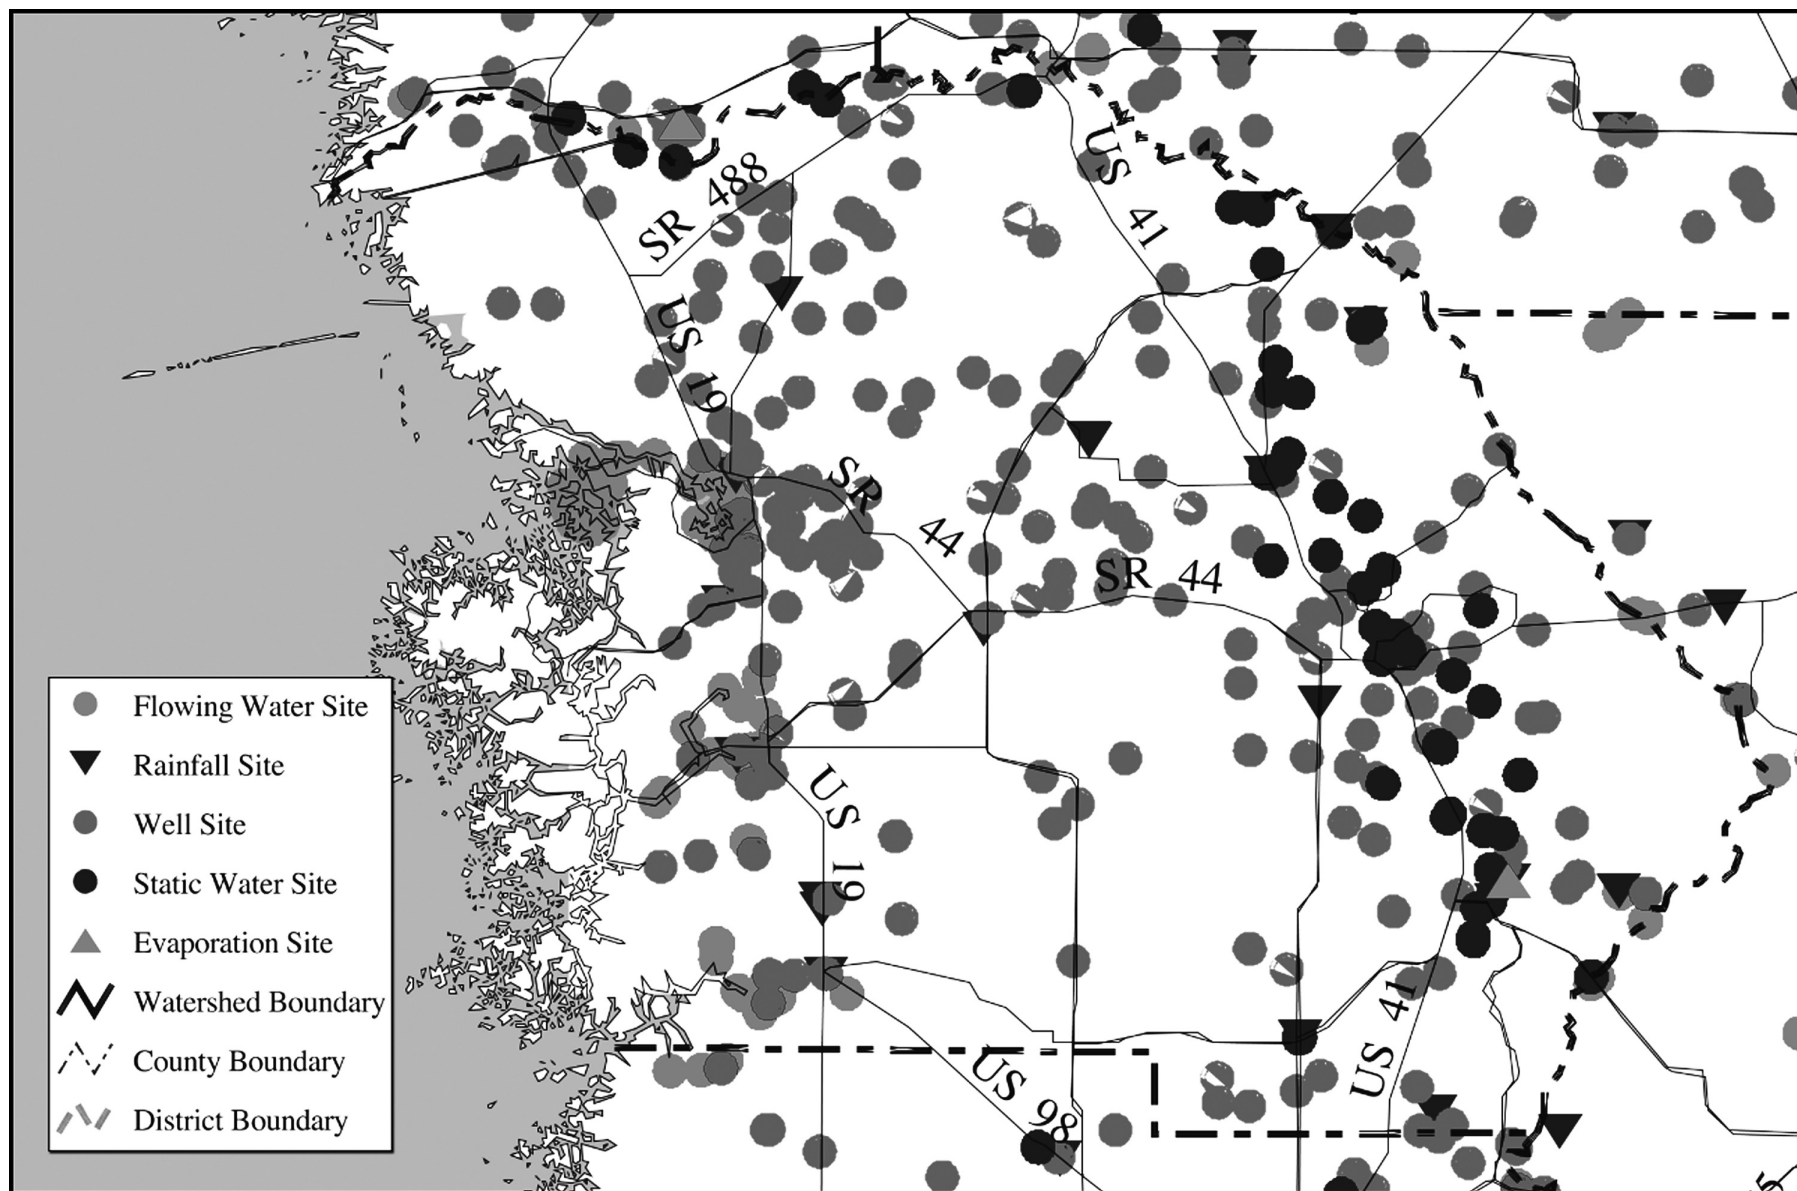 SR 488
US 41
US 19
SR 44
SR 44
US 19
US 41
US 98
Flowing Water Site
Rainfall Site
Well Site
Static Water Site
Evaporation Site
Watershed Boundary
County Boundary
District Boundary